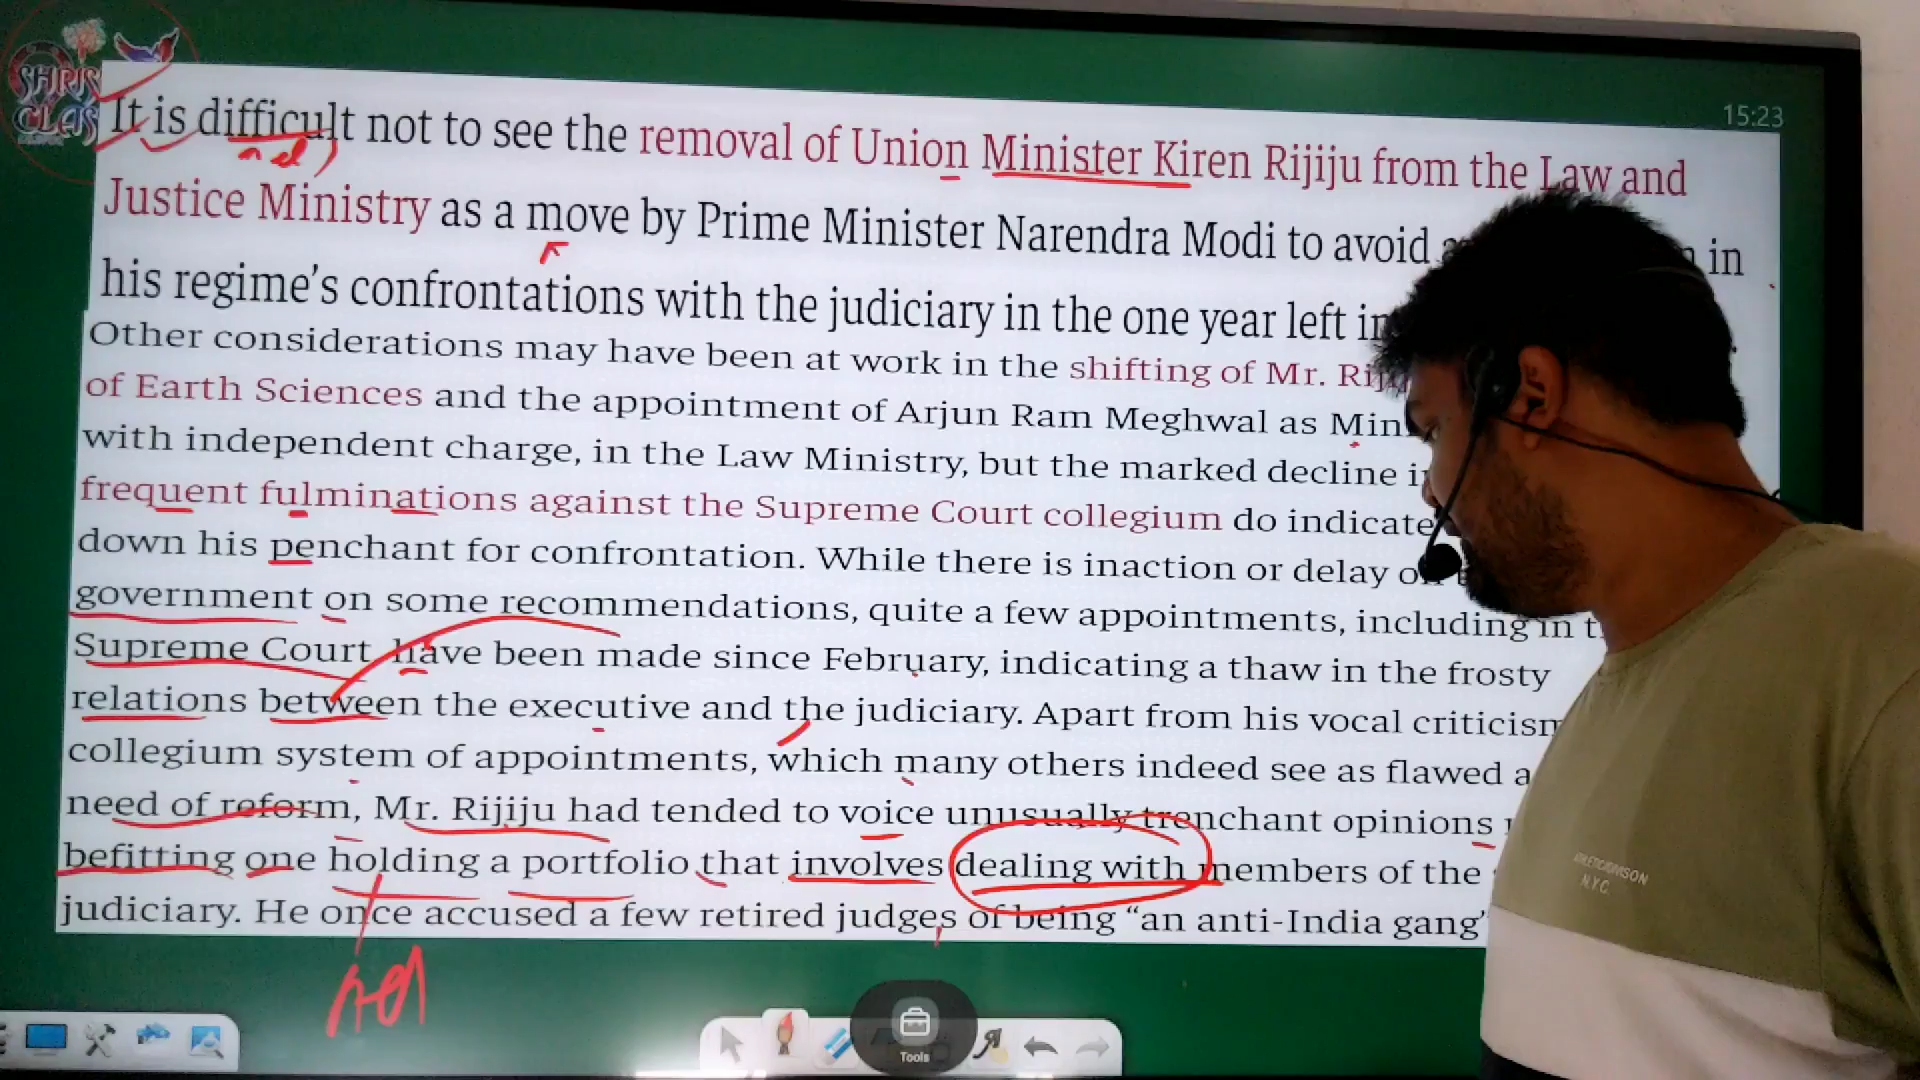 SHRIS
CLAS
15:23
It is difficult not to see the removal of Union Minister Kiren Rijiju from the Law and
Justice Ministry as a move by Prime Minister Narendra Modi to avoid in
his regime's confrontations with the judiciary in the one year left
Other considerations may have been at work in the shifting of Mr.
of Earth Sciences and the appointment of Arjun Ram Meghwal as
with independent charge, in the Law Ministry, but the marked decline
frequent fulminations against the Supreme Court collegium do indicate
down his penchant for confrontation. While there is inaction or delay
government on some recommendations, quite a few appointments, including in
Supreme Court have been made since February, indicating a thaw in the frosty
relations between the executive and the judiciary. Apart from his vocal
collegium system of appointments, which many others indeed see as flawed
need of reform, Mr. Rijiju had tended to voice unusually trenchant opinions
befitting one holding a portfolio that involves dealing with members of the
judiciary. He once accused a few retired judges of being "an anti-India gang"
ATHLETIC DIVISION
N.Y.C.
Tools